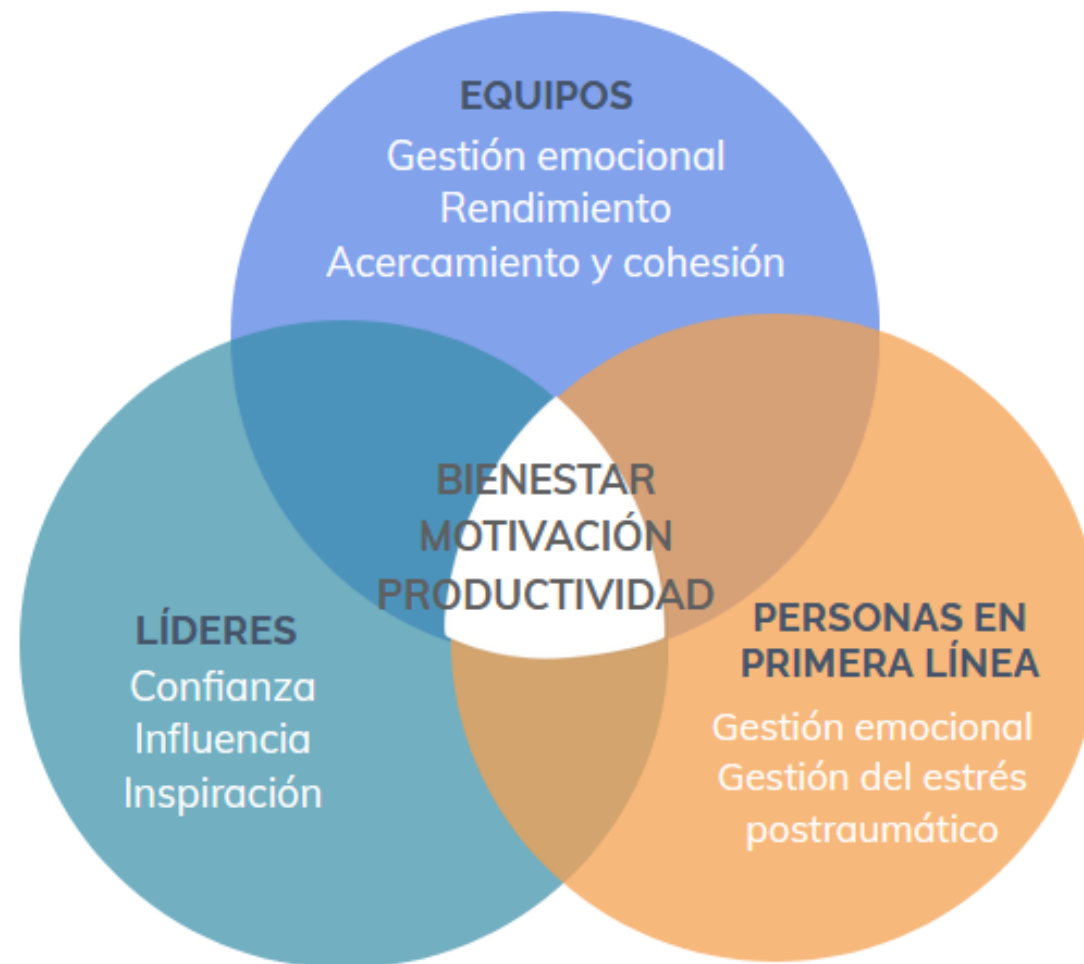 EQUIPOS
Gestión emocional
Rendimiento
Acercamiento y cohesión
BIENESTAR
MOTIVACIÓN
PRODUCTIVIDAD
LÍDERES
Confianza
Influencia
Inspiración
PERSONAS EN
PRIMERA LÍNEA
Gestión emocional
Gestión del estrés
postraumático